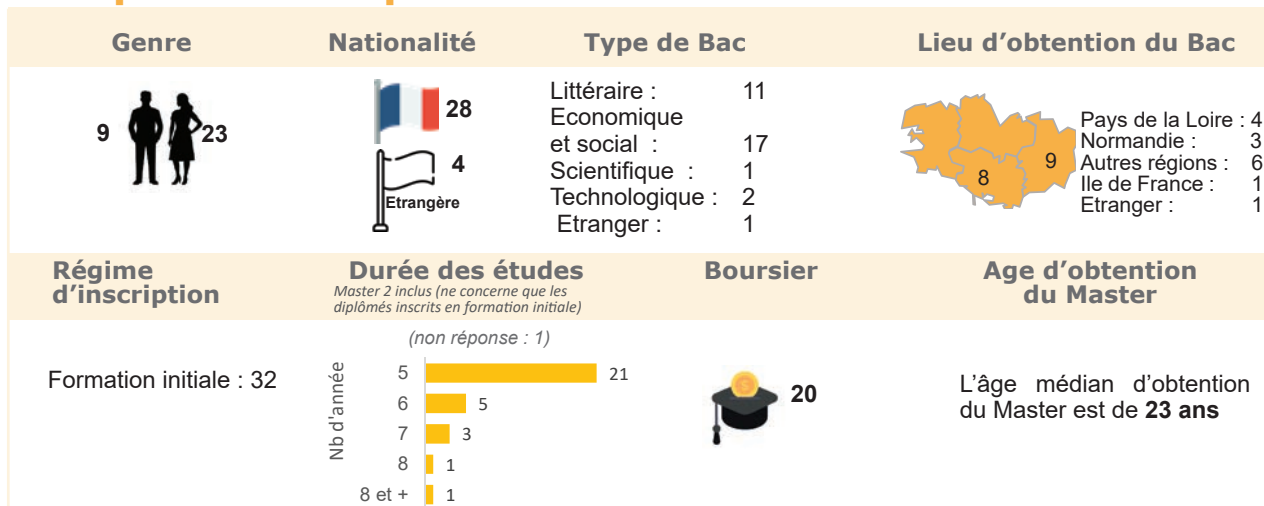 Genre
Nationalité
Type de Bac
Lieu d'obtention du Bac
9
23
28
4
Etrangère
Littéraire : 11
Economique
et social : 17
Scientifique : 1
Technologique : 2
Etranger : 1
8
9
Pays de la Loire : 4
Normandie : 3
Autres régions : 6
Ile de France : 1
Etranger : 1
Régime
d'inscription
Durée des études
Master 2 inclus (ne concerne que les
diplômés inscrits en formation initiale)
Boursier
Age d'obtention
du Master
Formation initiale : 32
(non réponse : 1)
Nb d'année
5 21
6 5
7 3
8 1
8 et + 1
20
L'âge médian d'obtention
du Master est de 23 ans